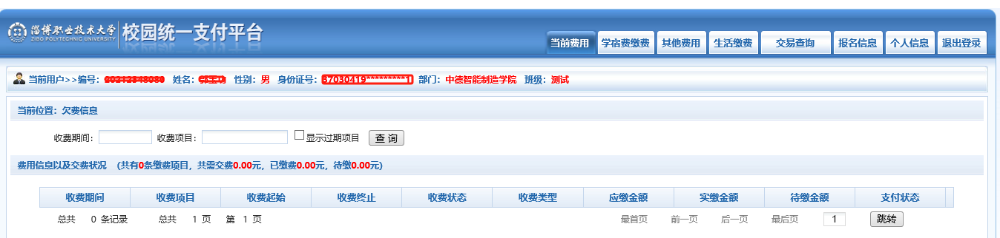 淄博职业技术大学 校园统一支付平台
ZIBO POLYTECHNIC UNIVERSITY
当前费用 学宿费缴费 其他费用 生活缴费 交易查询 报名信息 个人信息 退出登录
当前用户>>编号： 姓名： 性别：男 身份证号：37030419*********1 部门：中德智能制造学院 班级：测试
当前位置：欠费信息
收费期间： 收费项目： 显示过期项目 查 询
费用信息以及交费状况 （共有0条缴费项目，共需交费0.00元，已缴费0.00元，待缴0.00元）
收费期间 收费项目 收费起始 收费终止 收费状态 收费类型 应缴金额 实缴金额 待缴金额 支付状态
总共 0 条记录 总共 1 页 第 1 页 最首页 前一页 后一页 最后页 1 跳转